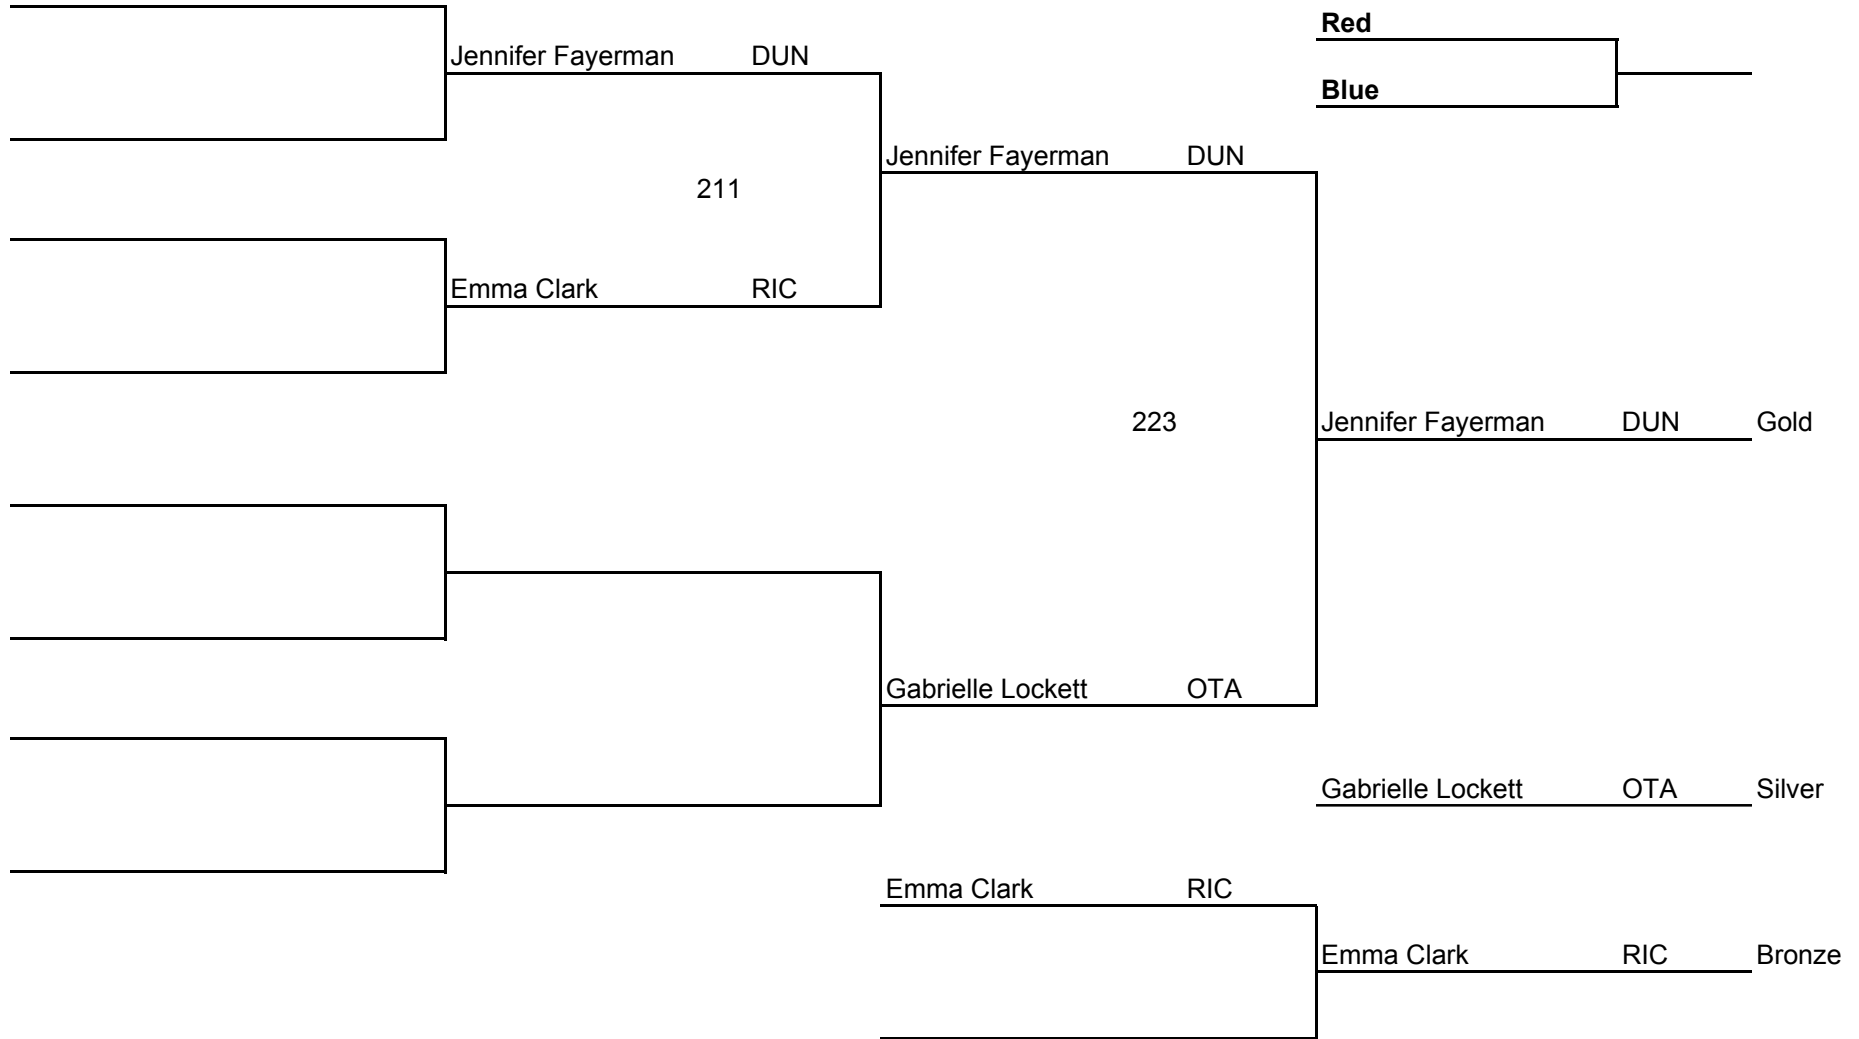 Red
Jennifer Fayerman DUN
Blue
Jennifer Fayerman DUN
211
Emma Clark RIC
223 Jennifer Fayerman DUN Gold
Gabrielle Lockett OTA
Gabrielle Lockett OTA Silver
Emma Clark RIC
Emma Clark RIC Bronze